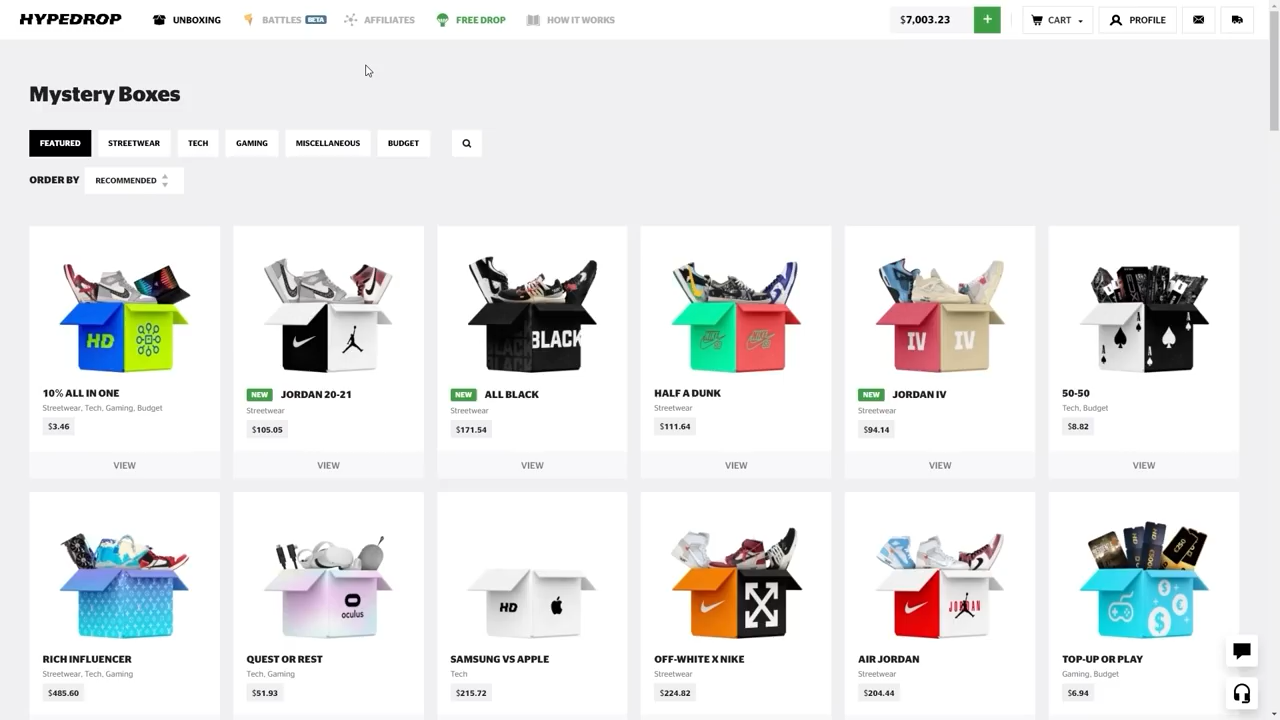 HYPEDROP UNBOXING BATTLES BETA AFFILIATES FREE DROP HOW IT WORKS $7,003.23 + CART PROFILE
Mystery Boxes
FEATURED STREETWEAR TECH GAMING MISCELLANEOUS BUDGET
ORDER BY RECOMMENDED
HD BLACK IV IV
10% ALL IN ONE NEW JORDAN 20-21 NEW ALL BLACK HALF A DUNK NEW JORDAN IV 50-50
Streetwear, Tech, Gaming, Budget Streetwear Streetwear Streetwear Streetwear Tech, Budget
$3.46 $105.05 $171.54 $111.64 $94.14 $8.82
VIEW VIEW VIEW VIEW VIEW VIEW
oculus HD JORDAN
RICH INFLUENCER QUEST OR REST SAMSUNG VS APPLE OFF-WHITE X NIKE AIR JORDAN TOP-UP OR PLAY
Streetwear, Tech, Gaming Tech, Gaming Tech Streetwear Streetwear Gaming, Budget
$485.60 $51.93 $215.72 $224.82 $204.44 $6.94